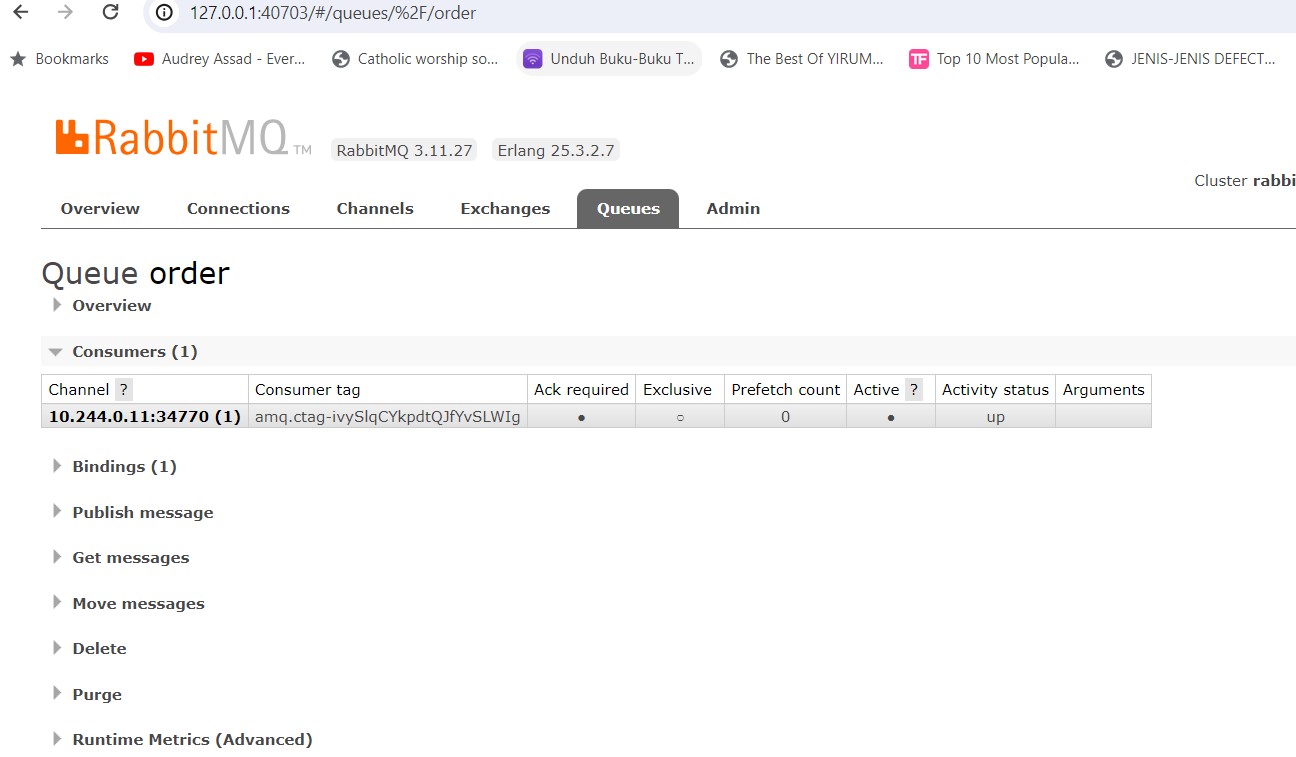 127.0.0.1:40703/#/queues/%2F/order
Bookmarks Audrey Assad - Ever... Catholic worship so... Unduh Buku-Buku T... The Best Of YIRUM... TF Top 10 Most Popula... JENIS-JENIS DEFECT...
RabbitMQ TM RabbitMQ 3.11.27 Erlang 25.3.2.7
Cluster rabbi
Overview Connections Channels Exchanges Queues Admin
Queue order
Overview
Consumers (1)
Channel ? Consumer tag Ack required Exclusive Prefetch count Active ? Activity status Arguments
10.244.0.11:34770 (1) amq.ctag-ivySlqCYkpdtQJfYvSLWIg ● ○ 0 ● up
Bindings (1)
Publish message
Get messages
Move messages
Delete
Purge
Runtime Metrics (Advanced)